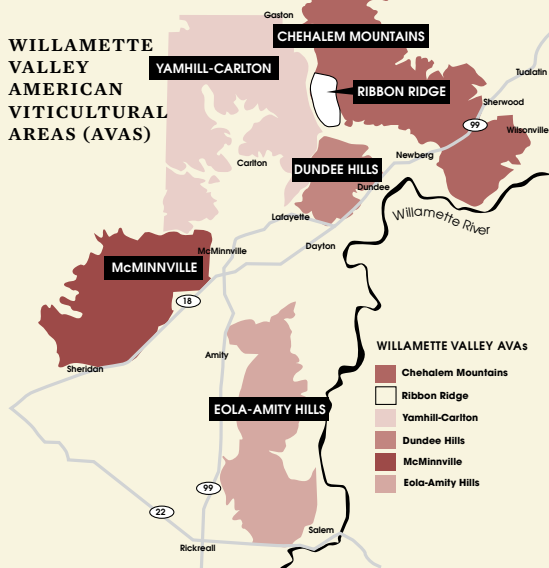 WILLAMETTE
VALLEY
AMERICAN
VITICULTURAL
AREAS (AVAS)
Gaston
CHEHALEM MOUNTAINS
YAMHILL-CARLTON
Tualatin
RIBBON RIDGE
Sherwood
99
Wilsonville
Carlton
Newberg
DUNDEE HILLS
Dundee
Lafayette
Willamette River
Dayton
McMinnville
McMINNVILLE
18
Amity
Sheridan
WILLAMETTE VALLEY AVAs
Chehalem Mountains
Ribbon Ridge
Yamhill-Carlton
Dundee Hills
McMinnville
Eola-Amity Hills
EOLA-AMITY HILLS
99
22
Salem
Rickreall